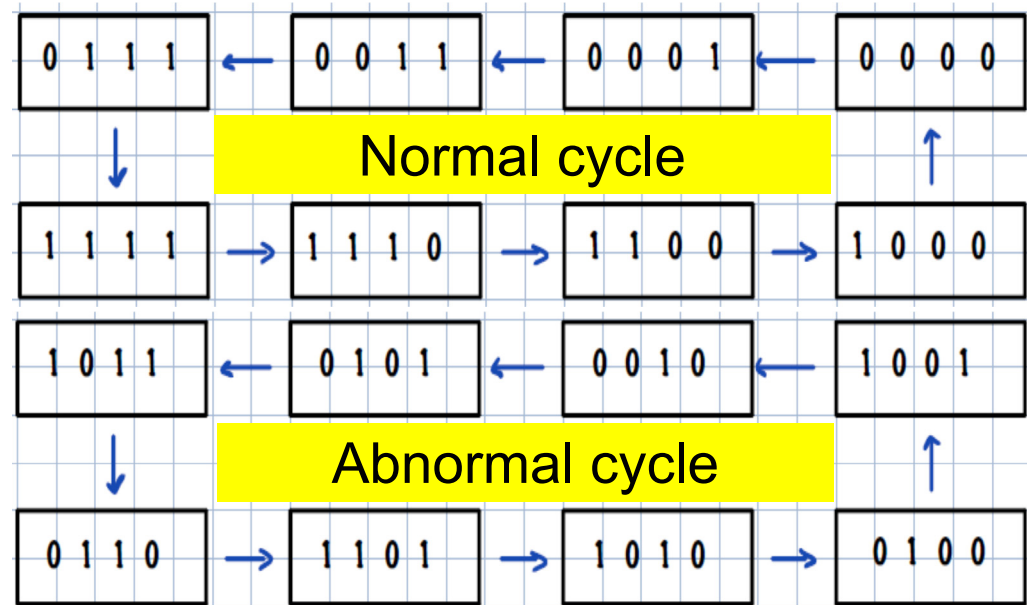 0 1 1 1 0 0 1 1 0 0 0 1 0 0 0 0
Normal cycle
1 1 1 1 1 1 1 0 1 1 0 0 1 0 0 0
1 0 1 1 0 1 0 1 0 0 1 0 1 0 0 1
Abnormal cycle
0 1 1 0 1 1 0 1 1 0 1 0 0 1 0 0